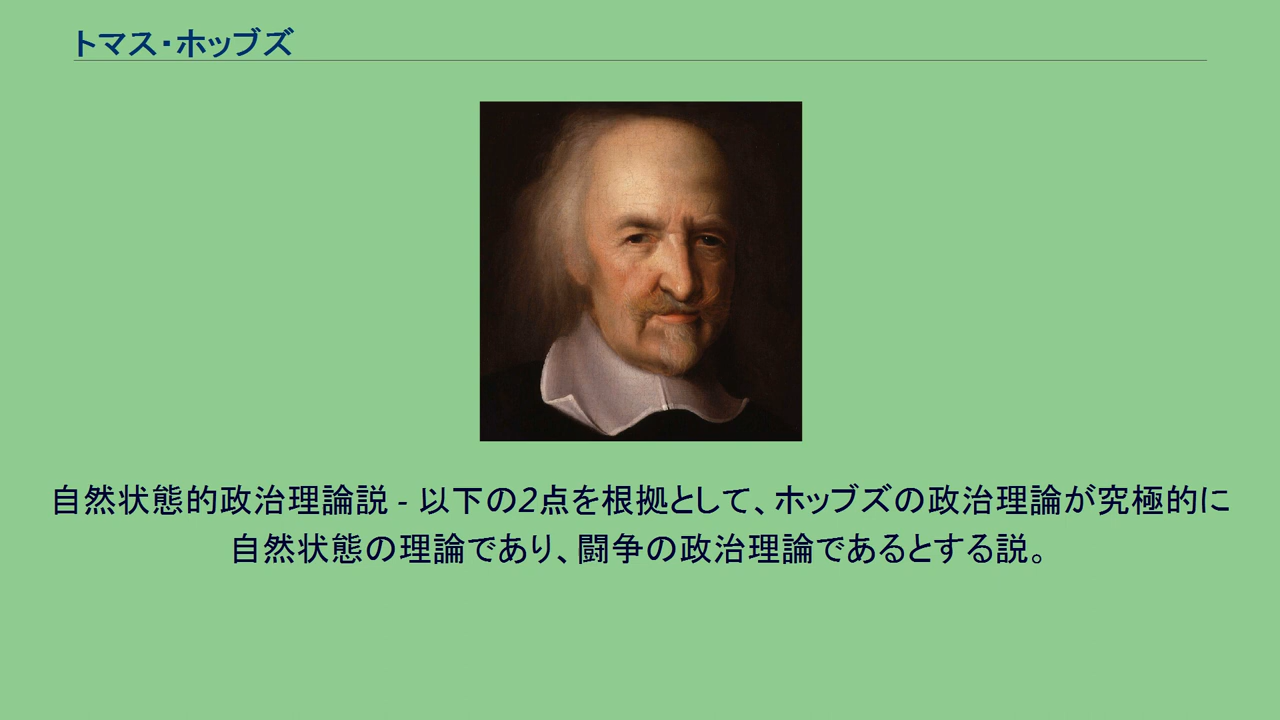 トマス・ホッブズ
自然状態的政治理論説 - 以下の2点を根拠として、ホッブズの政治理論が究極的に
自然状態の理論であり、闘争の政治理論であるとする説。